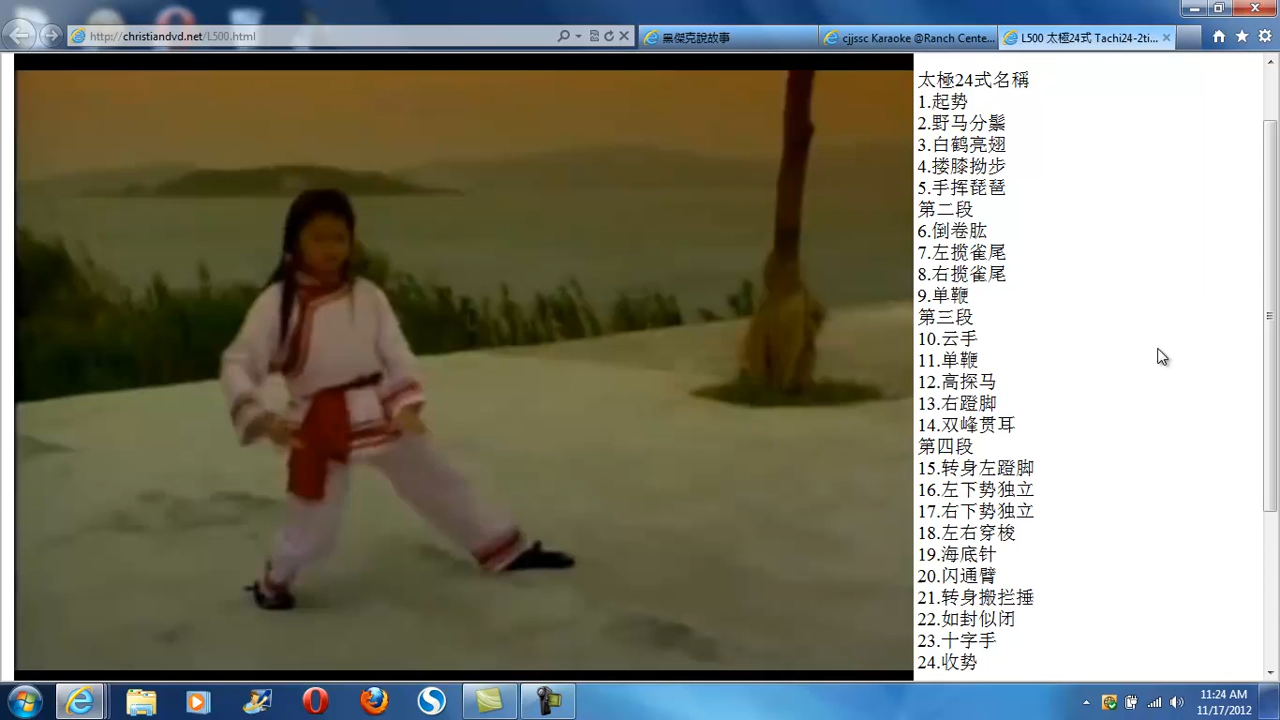 http://christiandvd.net/L500.html
黑傑克說故事
cjjssc Karaoke @Ranch Cente...
L500 太極24式 Tachi24-2ti...
太極24式名稱
1.起势
2.野马分鬃
3.白鹤亮翅
4.搂膝拗步
5.手挥琵琶
第二段
6.倒卷肱
7.左揽雀尾
8.右揽雀尾
9.单鞭
第三段
10.云手
11.单鞭
12.高探马
13.右蹬脚
14.双峰贯耳
第四段
15.转身左蹬脚
16.左下势独立
17.右下势独立
18.左右穿梭
19.海底针
20.闪通臂
21.转身搬拦捶
22.如封似闭
23.十字手
24.收势
11:24 AM
11/17/2012